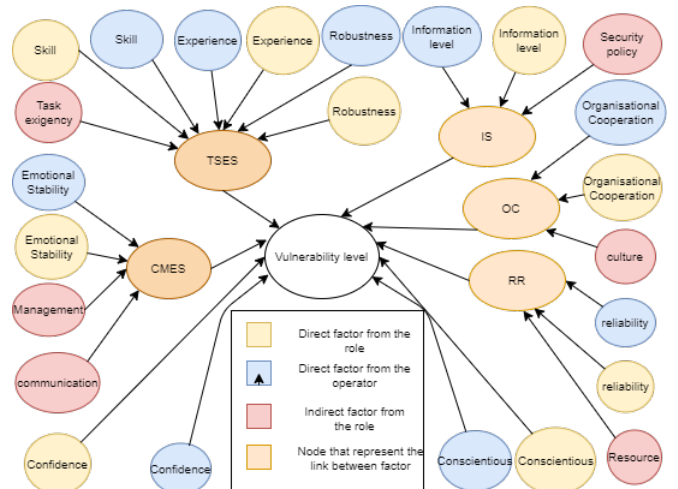 Skill
Skill
Experience
Experience
Robustness
Information
level
Information
level
Security
policy
Task
exigency
Robustness
Organisational
Cooperation
TSES
IS
Emotional
Stability
Organisational
Cooperation
OC
Emotional
Stability
CMES
Vulnerability level
culture
RR
Management
reliability
Direct factor from the
role
communication
Direct factor from the
operator
reliability
Indirect factor from
the role
Node that represent the
link between factor
Confidence
Confidence
Conscientious
Conscientious
Resource